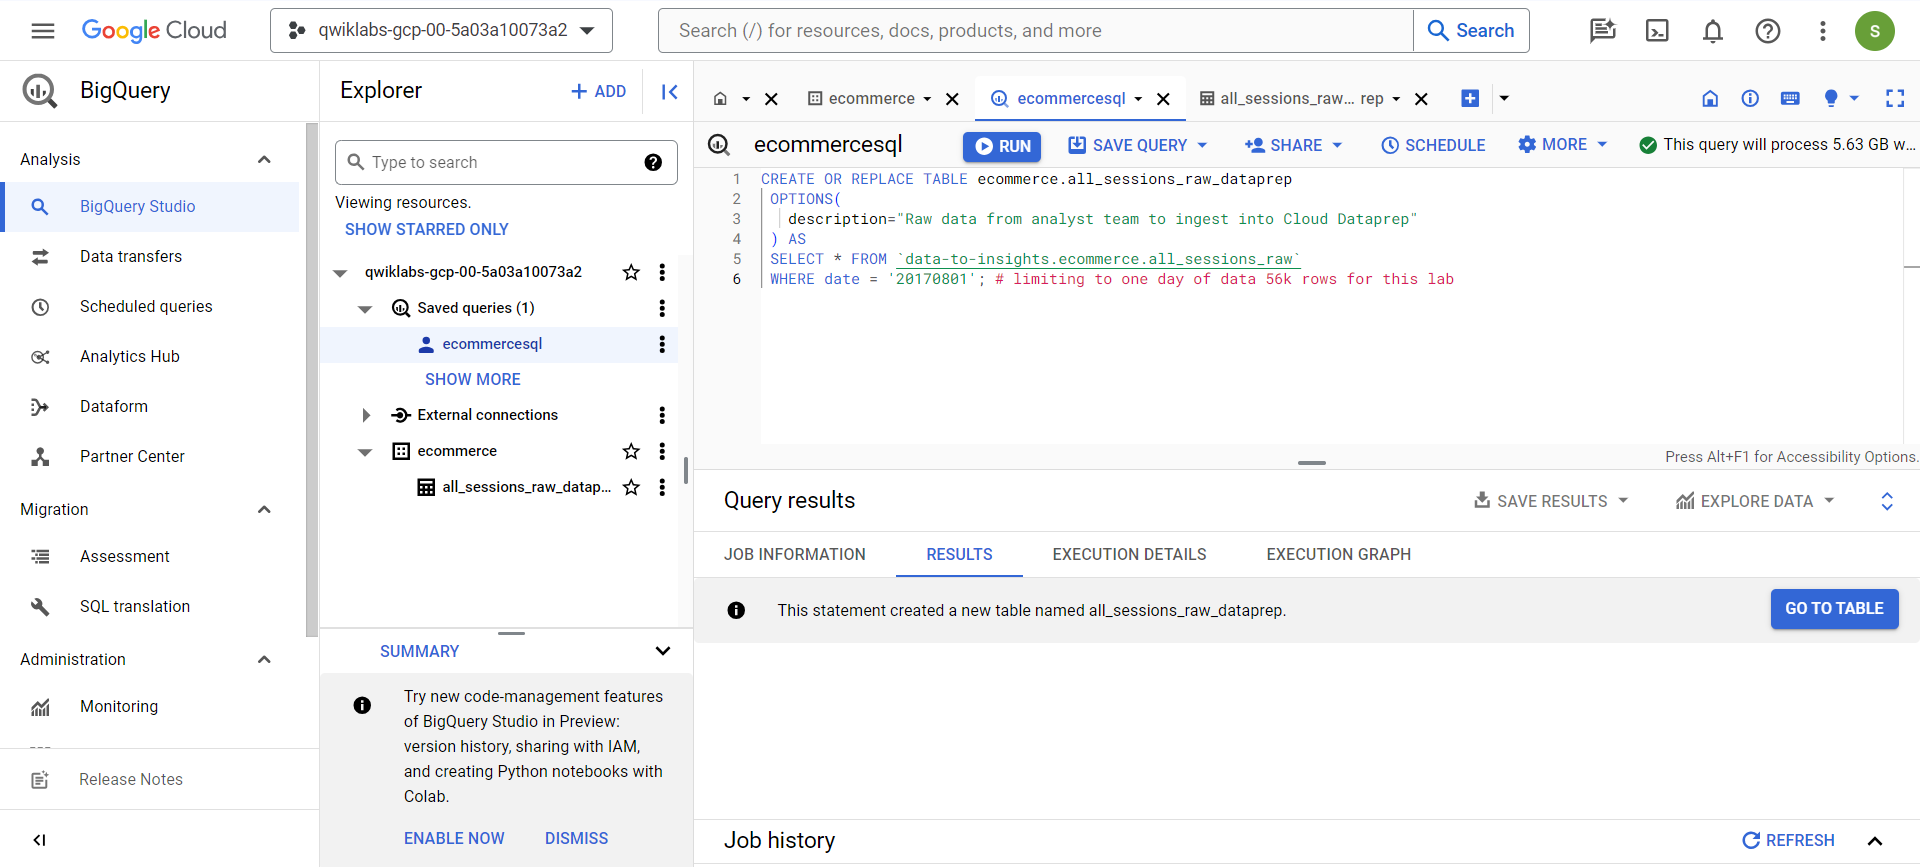 Google Cloud
qwiklabs-gcp-00-5a03a10073a2
Search (/) for resources, docs, products, and more
Search
S
BigQuery
Analysis
BigQuery Studio
Data transfers
Scheduled queries
Analytics Hub
Dataform
Partner Center
Migration
Assessment
SQL translation
Administration
Monitoring
Release Notes
Explorer
ADD
Type to search
Viewing resources.
SHOW STARRED ONLY
qwiklabs-gcp-00-5a03a10073a2
Saved queries (1)
ecommercesql
SHOW MORE
External connections
ecommerce
all_sessions_raw_datap...
SUMMARY
Try new code-management features
of BigQuery Studio in Preview:
version history, sharing with IAM,
and creating Python notebooks with
Colab.
ENABLE NOW DISMISS
ecommerce
ecommercesql
all_sessions_raw... rep
ecommercesql
RUN
SAVE QUERY
SHARE
SCHEDULE
MORE
This query will process 5.63 GB w...
1 CREATE OR REPLACE TABLE ecommerce.all_sessions_raw_dataprep
2 OPTIONS(
3 description="Raw data from analyst team to ingest into Cloud Dataprep"
4 ) AS
5 SELECT * FROM `data-to-insights.ecommerce.all_sessions_raw`
6 WHERE date = '20170801'; # limiting to one day of data 56k rows for this lab
Press Alt+F1 for Accessibility Options.
Query results
SAVE RESULTS
EXPLORE DATA
JOB INFORMATION
RESULTS
EXECUTION DETAILS
EXECUTION GRAPH
This statement created a new table named all_sessions_raw_dataprep.
GO TO TABLE
Job history
REFRESH